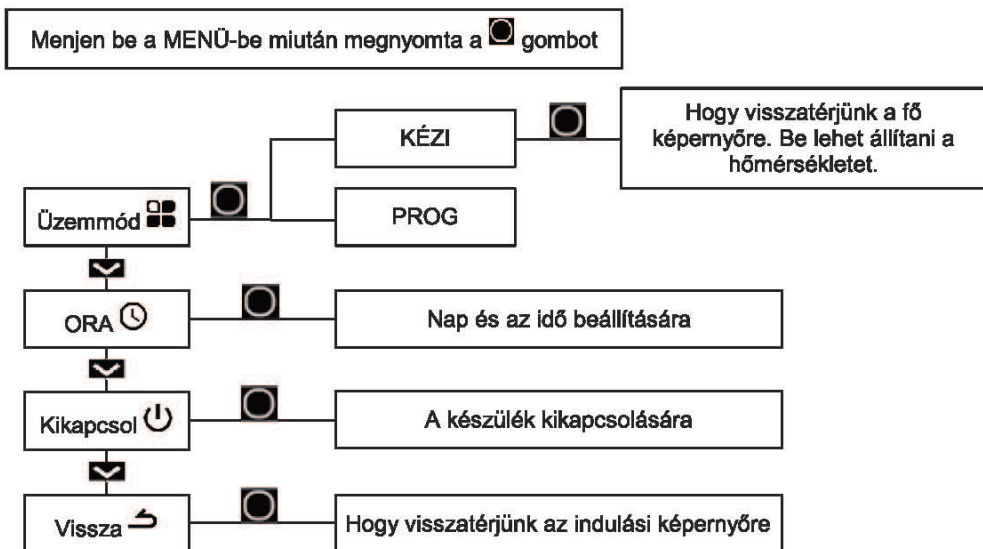 Menjen be a MENÜ-be miután megnyomta a gombot
KÉZI
Hogy visszatérjünk a fő
képernyőre. Be lehet állítani a
hőmérsékletet.
Üzemmód
PROG
ORA
Nap és az idő beállítására
Kikapcsol
A készülék kikapcsolására
Vissza
Hogy visszatérjünk az indulási képernyőre